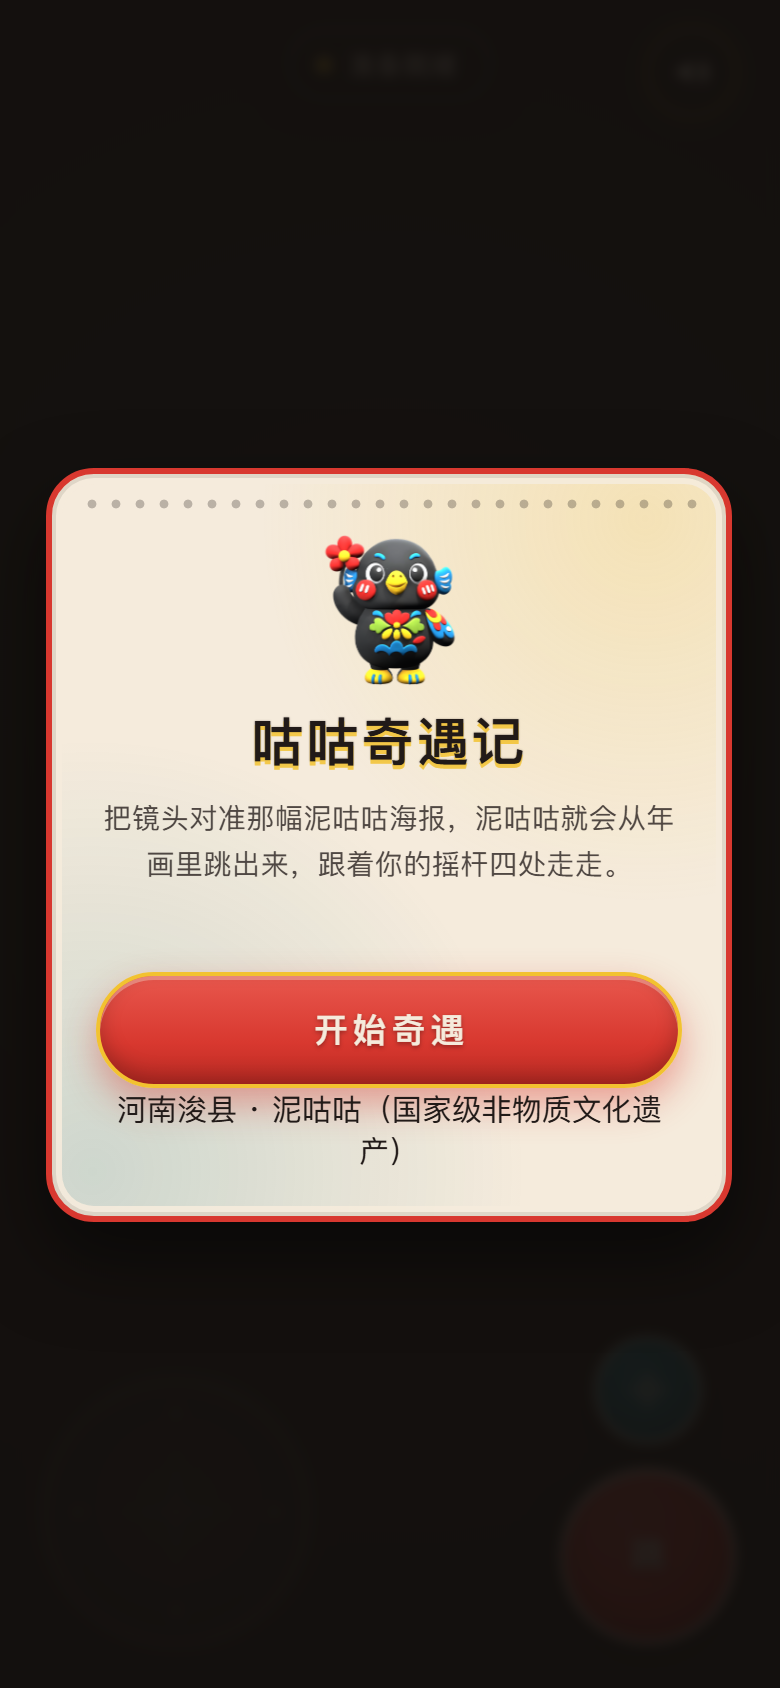 咕咕奇遇记
把镜头对准那幅泥咕咕海报，泥咕咕就会从年
画里跳出来，跟着你的摇杆四处走走。
开始奇遇
河南浚县 · 泥咕咕（国家级非物质文化遗
产）